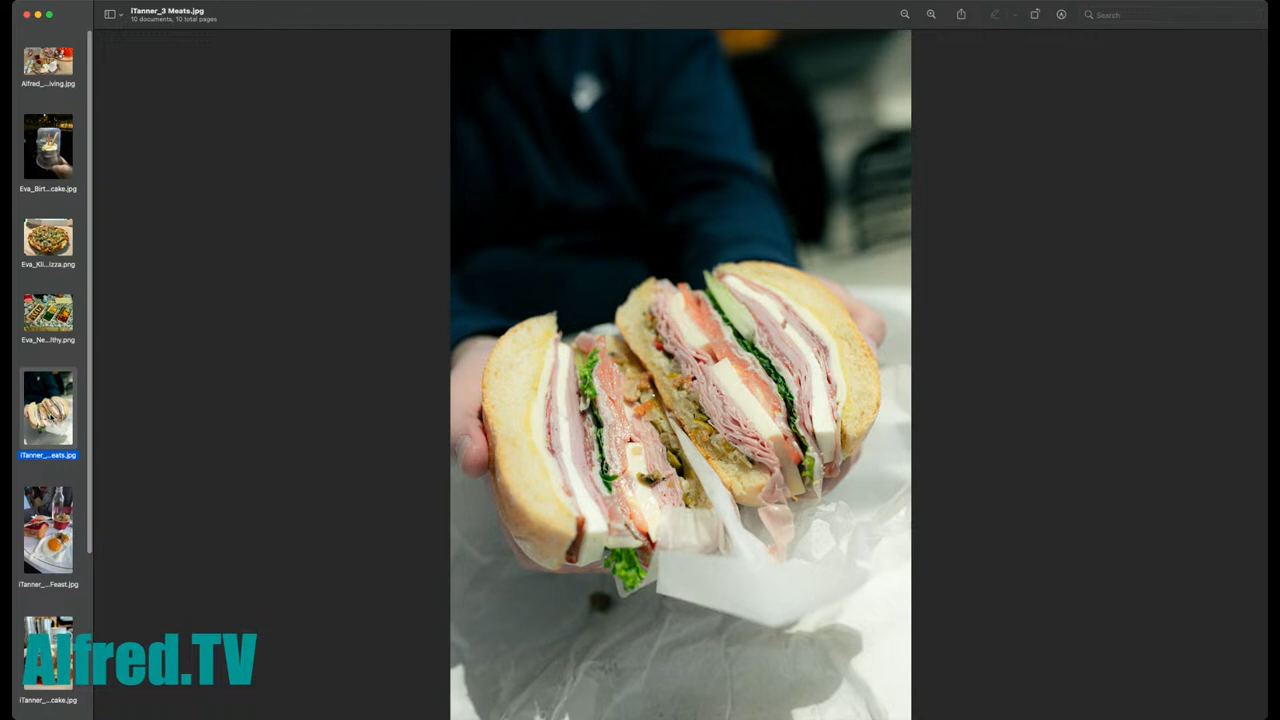 iTanner_3 Meats.jpg
10 documents, 10 total pages
Search
Alfred_...iving.jpg
Eva_Birt...cake.jpg
Eva_Kli...izza.png
Eva_Ne...lthy.png
iTanner_...eats.jpg
iTanner_...Feast.jpg
iTanner_...cake.jpg
Alfred.TV